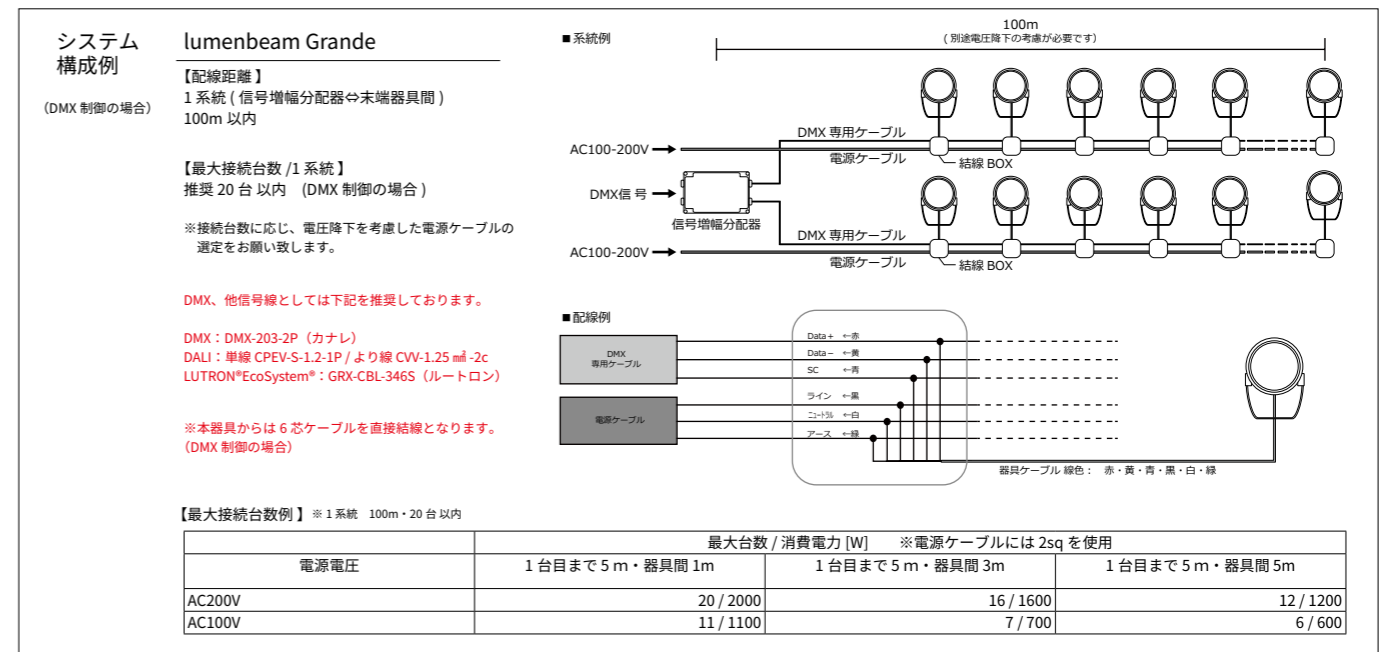 システム
構成例
（DMX 制御の場合）
lumenbeam Grande
【配線距離】
1 系統 ( 信号増幅分配器⇔末端器具間 )
100m 以内
【最大接続台数 /1 系統】
推奨 20 台 以内　(DMX 制御の場合 )
※接続台数に応じ、電圧降下を考慮した電源ケーブルの
選定をお願い致します。
DMX、他信号線としては下記を推奨しております。
DMX：DMX-203-2P（カナレ）
DALI：単線 CPEV-S-1.2-1P / より線 CVV-1.25 ㎟ -2c
LUTRON®EcoSystem®：GRX-CBL-346S（ルートロン）
※本器具からは 6 芯ケーブルを直接結線となります。
（DMX 制御の場合）
■系統例
100m
( 別途電圧降下の考慮が必要です)
DMX 専用ケーブル
AC100-200V
電源ケーブル
結線 BOX
DMX信 号
信号増幅分配器
DMX 専用ケーブル
AC100-200V
電源ケーブル
結線 BOX
■配線例
DMX
専用ケーブル
電源ケーブル
Data＋ ←赤
Data－ ←黄
SC ←青
ライン ←黒
ﾆｭｰﾄﾗﾙ ←白
アース ←緑
器具ケーブル 線色： 赤・黄・青・黒・白・緑
【最大接続台数例】※ 1 系統　100m・20 台 以内
最大台数 / 消費電力 [W]　　※電源ケーブルには 2sq を使用
電源電圧 1 台目まで 5 m・器具間 1m 1 台目まで 5 m・器具間 3m 1 台目まで 5 m・器具間 5m
AC200V 20 / 2000 16 / 1600 12 / 1200
AC100V 11 / 1100 7 / 700 6 / 600